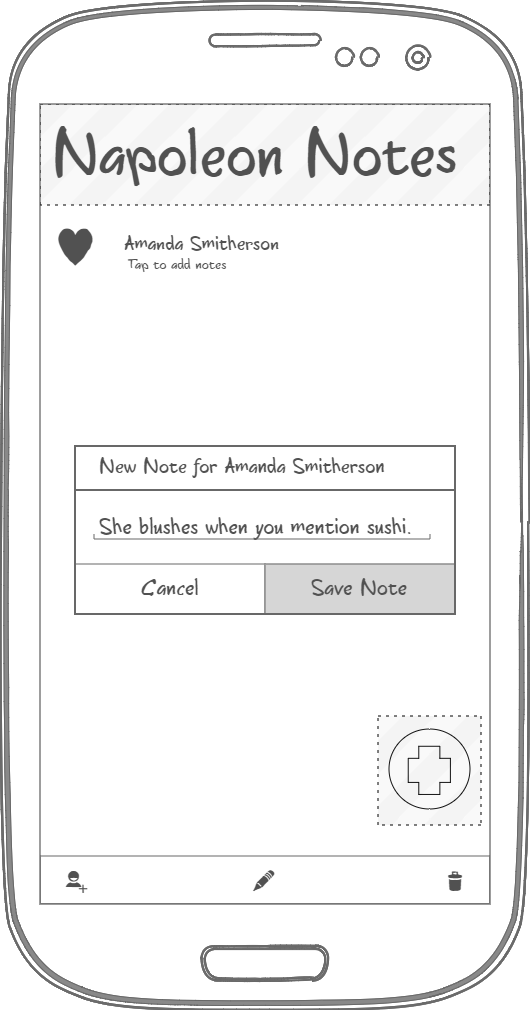 Napoleon Notes
Amanda Smitherson
Tap to add notes
New Note for Amanda Smitherson
She blushes when you mention sushi.
Cancel
Save Note